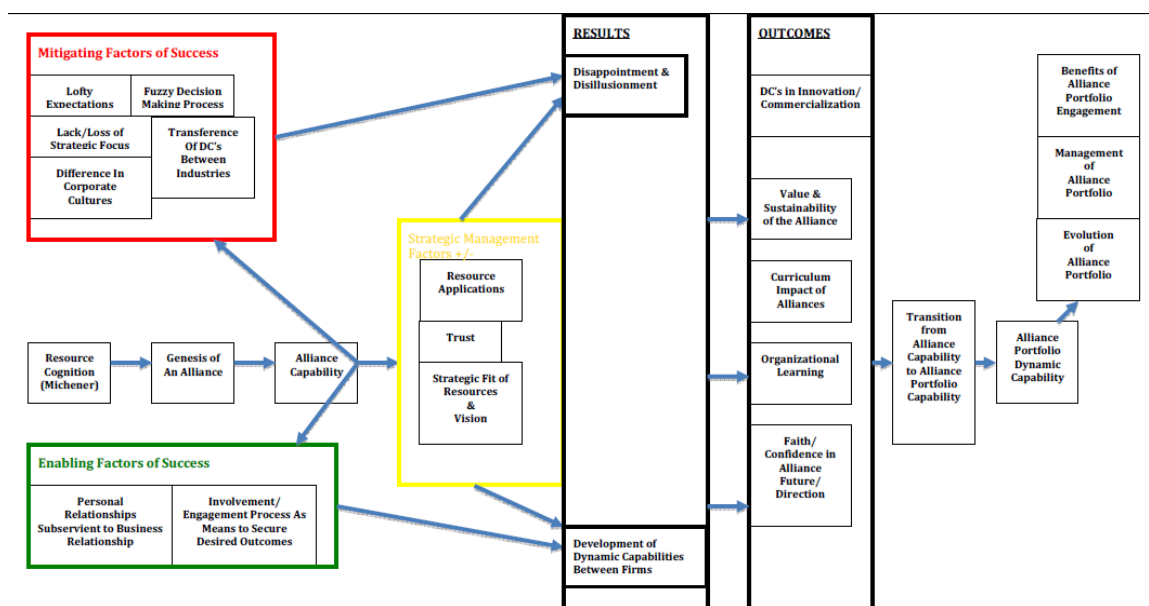 Mitigating Factors of Success
Lofty
Expectations
Fuzzy Decision
Making Process
Lack/Loss of
Strategic Focus
Transference
Of DC's
Between
Industries
Difference In
Corporate
Cultures
Resource
Cognition
(Michener)
Genesis of
An Alliance
Alliance
Capability
Enabling Factors of Success
Personal
Relationships
Subservient to Business
Relationship
Involvement/
Engagement Process As
Means to Secure
Desired Outcomes
Strategic Management
Factors +/-
Resource
Applications
Trust
Strategic Fit of
Resources
&
Vision
RESULTS
Disappointment &
Disillusionment
Development of
Dynamic Capabilities
Between Firms
OUTCOMES
DC's in Innovation/
Commercialization
Value &
Sustainability
of the Alliance
Curriculum
Impact of
Alliances
Organizational
Learning
Faith/
Confidence in
Alliance
Future/
Direction
Transition
from
Alliance
Capability
to Alliance
Portfolio
Capability
Alliance
Portfolio
Dynamic
Capability
Benefits of
Alliance
Portfolio
Engagement
Management
of
Alliance
Portfolio
Evolution
of
Alliance
Portfolio